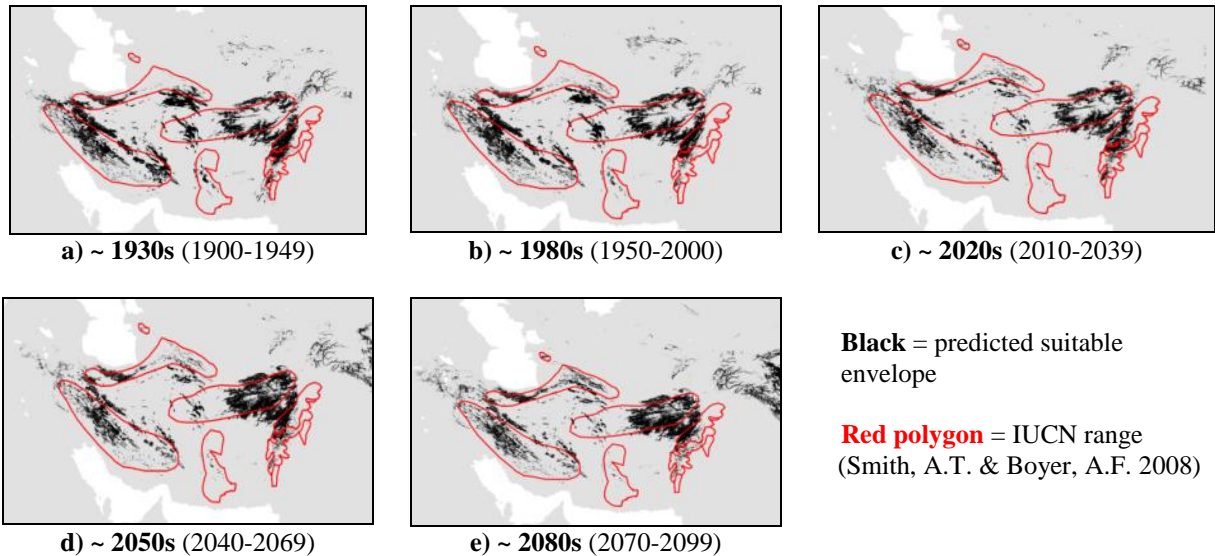 a) ~ 1930s (1900-1949)
b) ~ 1980s (1950-2000)
c) ~ 2020s (2010-2039)
d) ~ 2050s (2040-2069)
e) ~ 2080s (2070-2099)
Black = predicted suitable
envelope
Red polygon = IUCN range
(Smith, A.T. & Boyer, A.F. 2008)